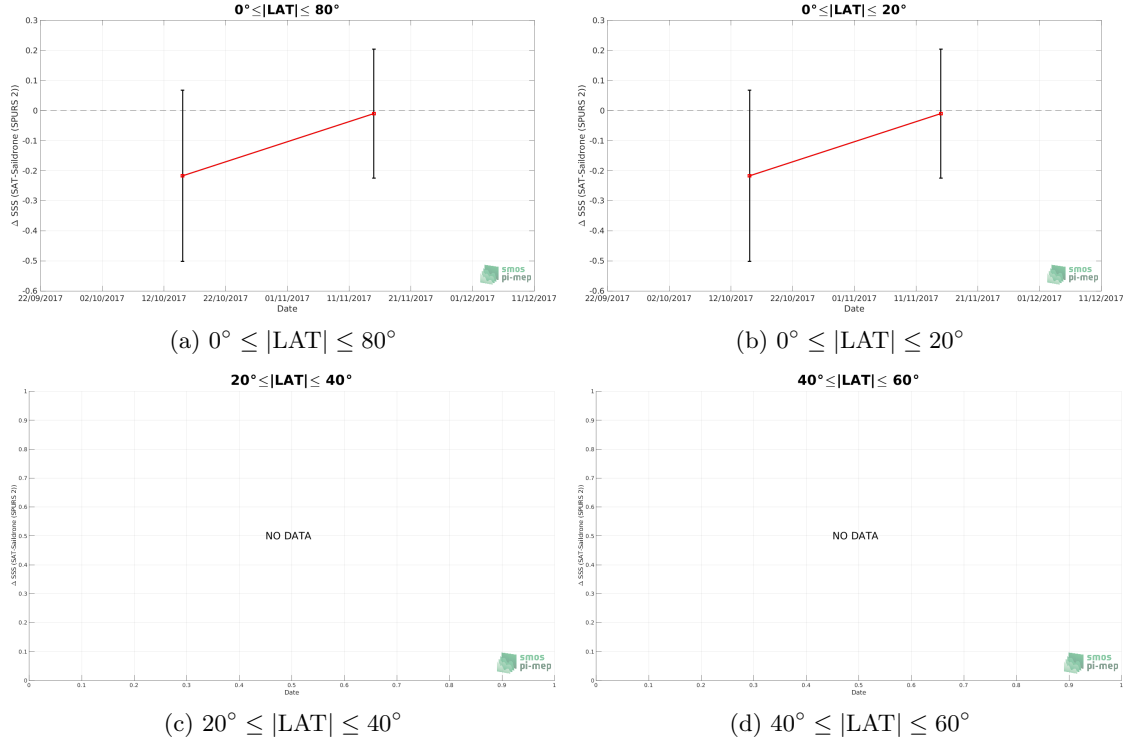 0°≤|LAT|≤ 80°
0.3
0.2
0.1
0
-0.1
-0.2
-0.3
-0.4
-0.5
-0.6
Δ SSS (SAT-Saildrone (SPURS 2))
22/09/2017 02/10/2017 12/10/2017 22/10/2017 01/11/2017 11/11/2017 21/11/2017 01/12/2017 11/12/2017
Date
smos
pi-mep
(a) 0° ≤ |LAT| ≤ 80°
0°≤|LAT|≤ 20°
0.3
0.2
0.1
0
-0.1
-0.2
-0.3
-0.4
-0.5
-0.6
Δ SSS (SAT-Saildrone (SPURS 2))
22/09/2017 02/10/2017 12/10/2017 22/10/2017 01/11/2017 11/11/2017 21/11/2017 01/12/2017 11/12/2017
Date
smos
pi-mep
(b) 0° ≤ |LAT| ≤ 20°
20°≤|LAT|≤ 40°
1
0.9
0.8
0.7
0.6
0.5
0.4
0.3
0.2
0.1
0
Δ SSS (SAT-Saildrone (SPURS 2))
NO DATA
0 0.1 0.2 0.3 0.4 0.5 0.6 0.7 0.8 0.9 1
Date
smos
pi-mep
(c) 20° ≤ |LAT| ≤ 40°
40°≤|LAT|≤ 60°
1
0.9
0.8
0.7
0.6
0.5
0.4
0.3
0.2
0.1
0
Δ SSS (SAT-Saildrone (SPURS 2))
NO DATA
0 0.1 0.2 0.3 0.4 0.5 0.6 0.7 0.8 0.9 1
Date
smos
pi-mep
(d) 40° ≤ |LAT| ≤ 60°